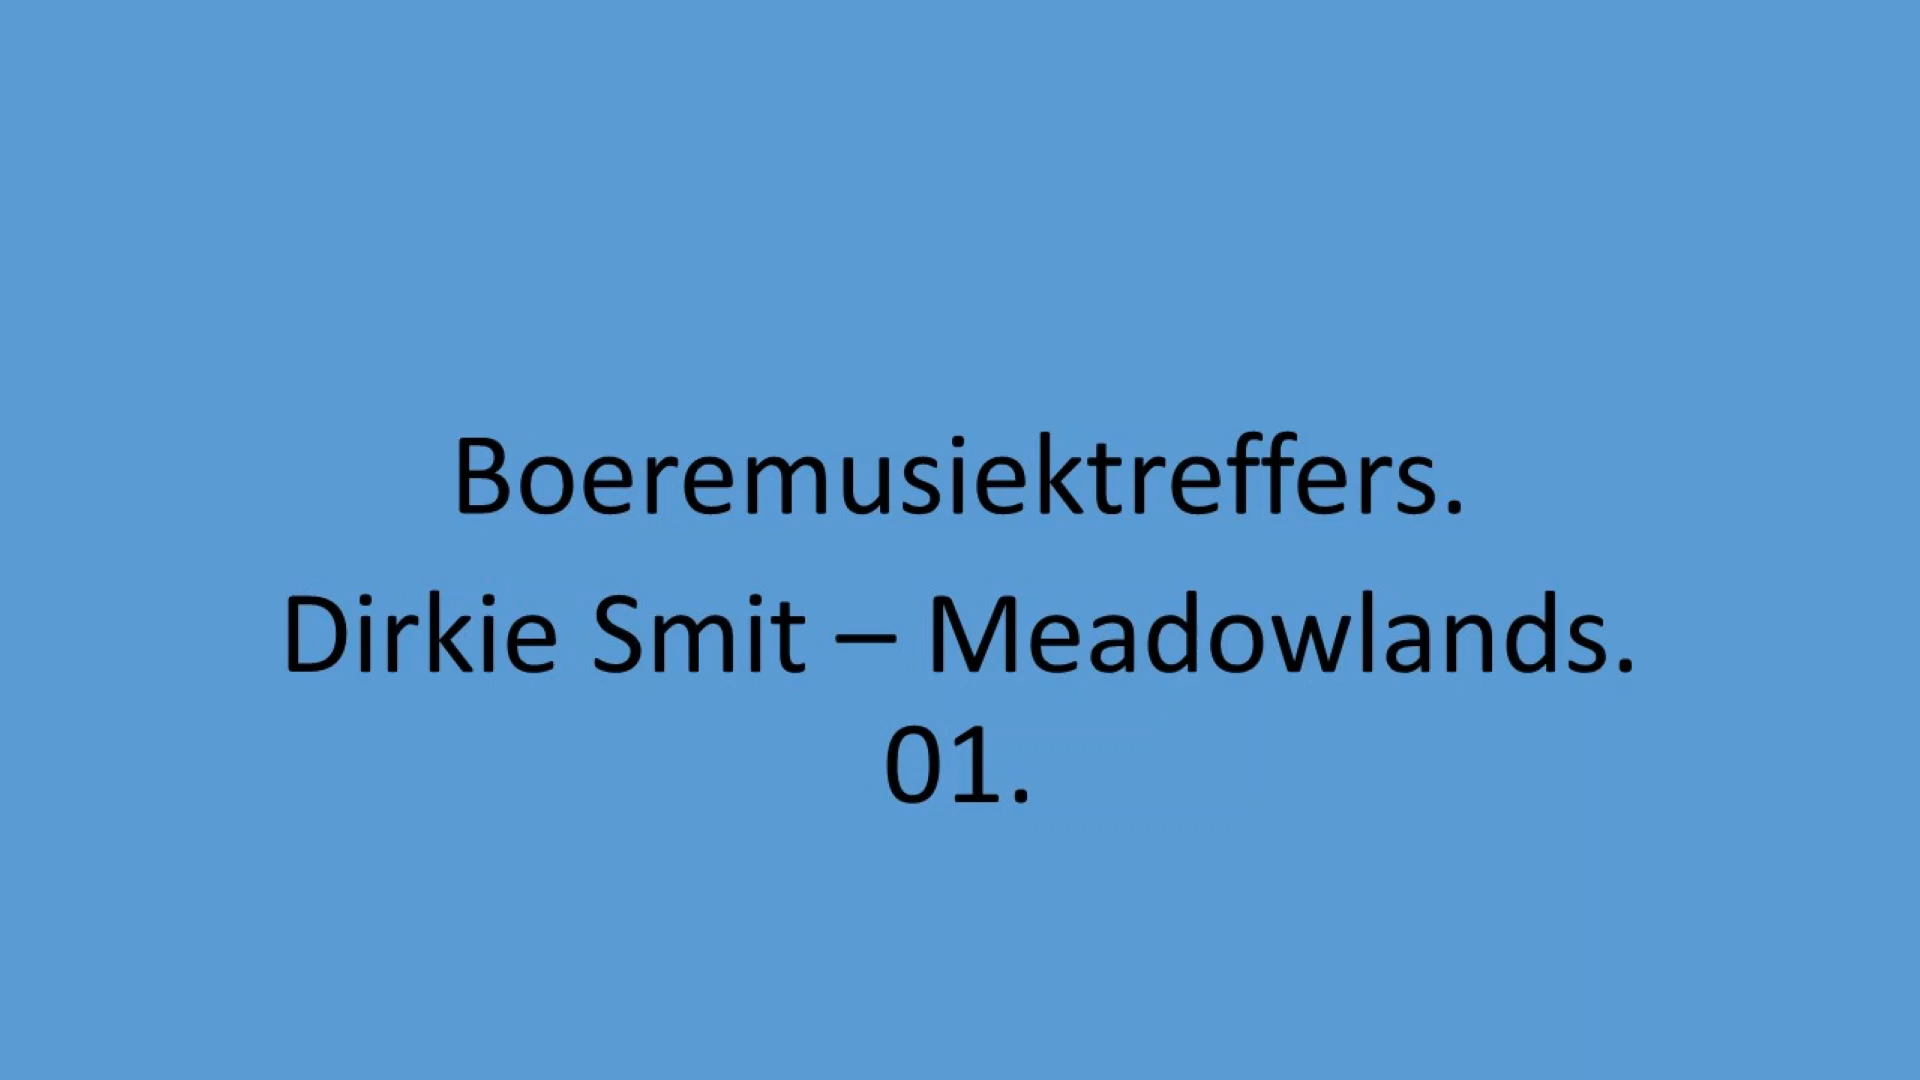 Boeremusiektreffers.
Dirkie Smit – Meadowlands.
01.